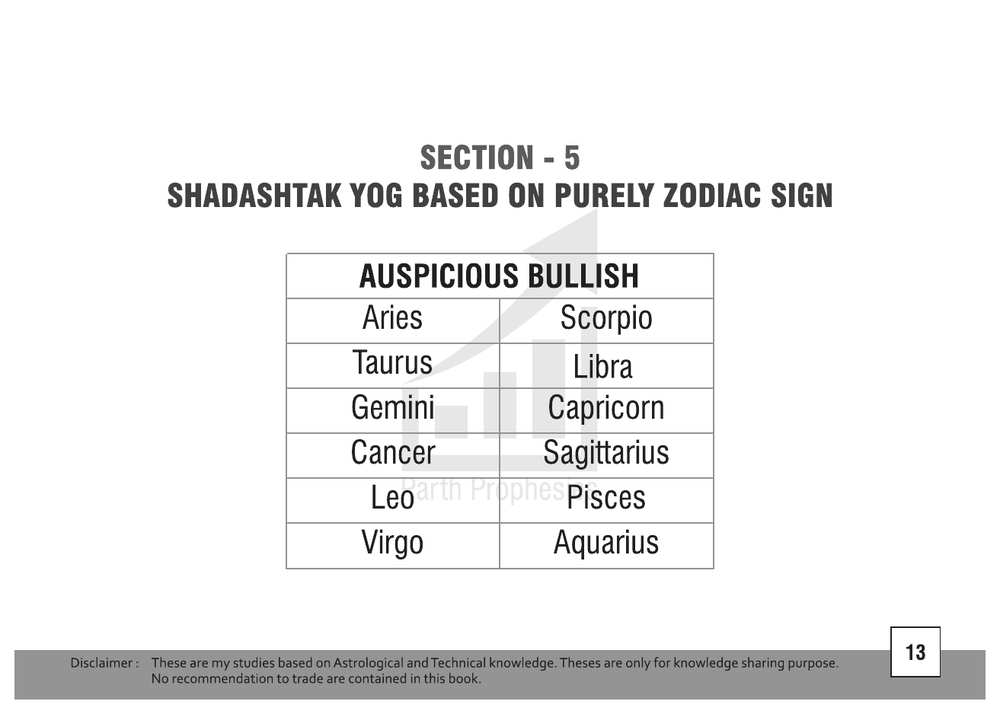 SECTION - 5
SHADASHTAK YOG BASED ON PURELY ZODIAC SIGN
AUSPICIOUS BULLISH
Aries Scorpio
Taurus Libra
Gemini Capricorn
Cancer Sagittarius
Leo Pisces
Virgo Aquarius
13
Disclaimer : These are my studies based on Astrological and Technical knowledge. Theses are only for knowledge sharing purpose.
No recommendation to trade are contained in this book.